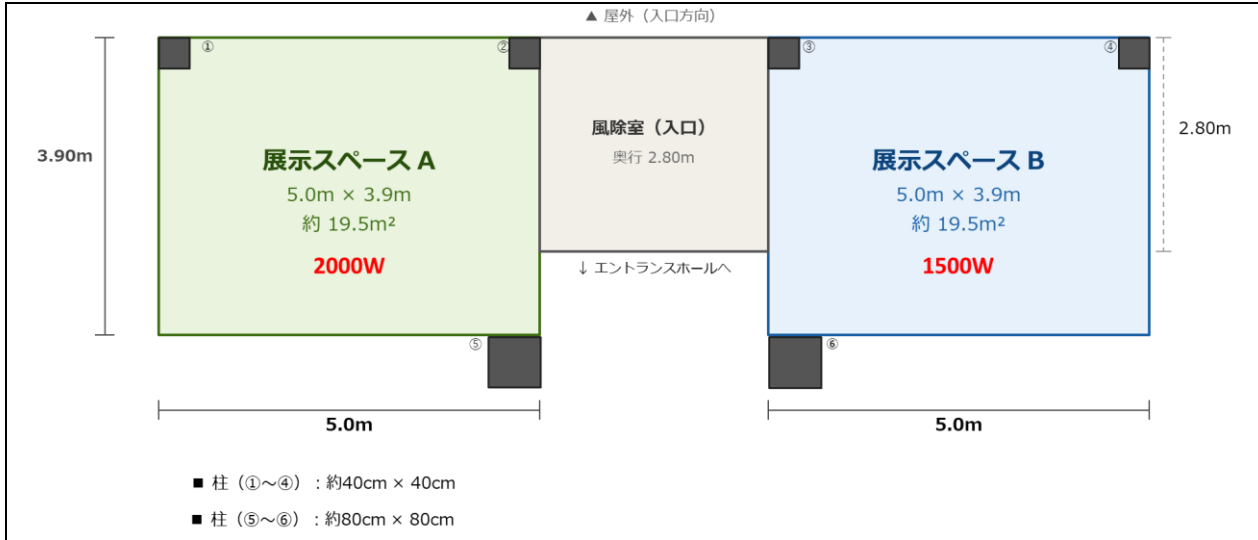 ▲ 屋外（入口方向）
① ② ③ ④
3.90m
2.80m
展示スペース A
5.0m × 3.9m
約 19.5m²
2000W
風除室（入口）
奥行 2.80m
↓ エントランスホールへ
展示スペース B
5.0m × 3.9m
約 19.5m²
1500W
⑤ ⑥
5.0m
5.0m
■ 柱（①～④）：約40cm × 40cm
■ 柱（⑤～⑥）：約80cm × 80cm